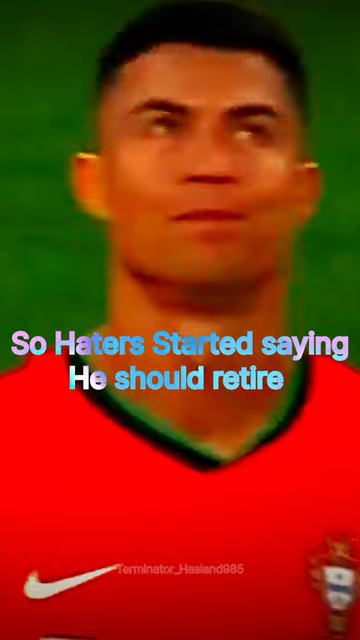 So Haters Started saying
He should retire
Terminator_Haaland985